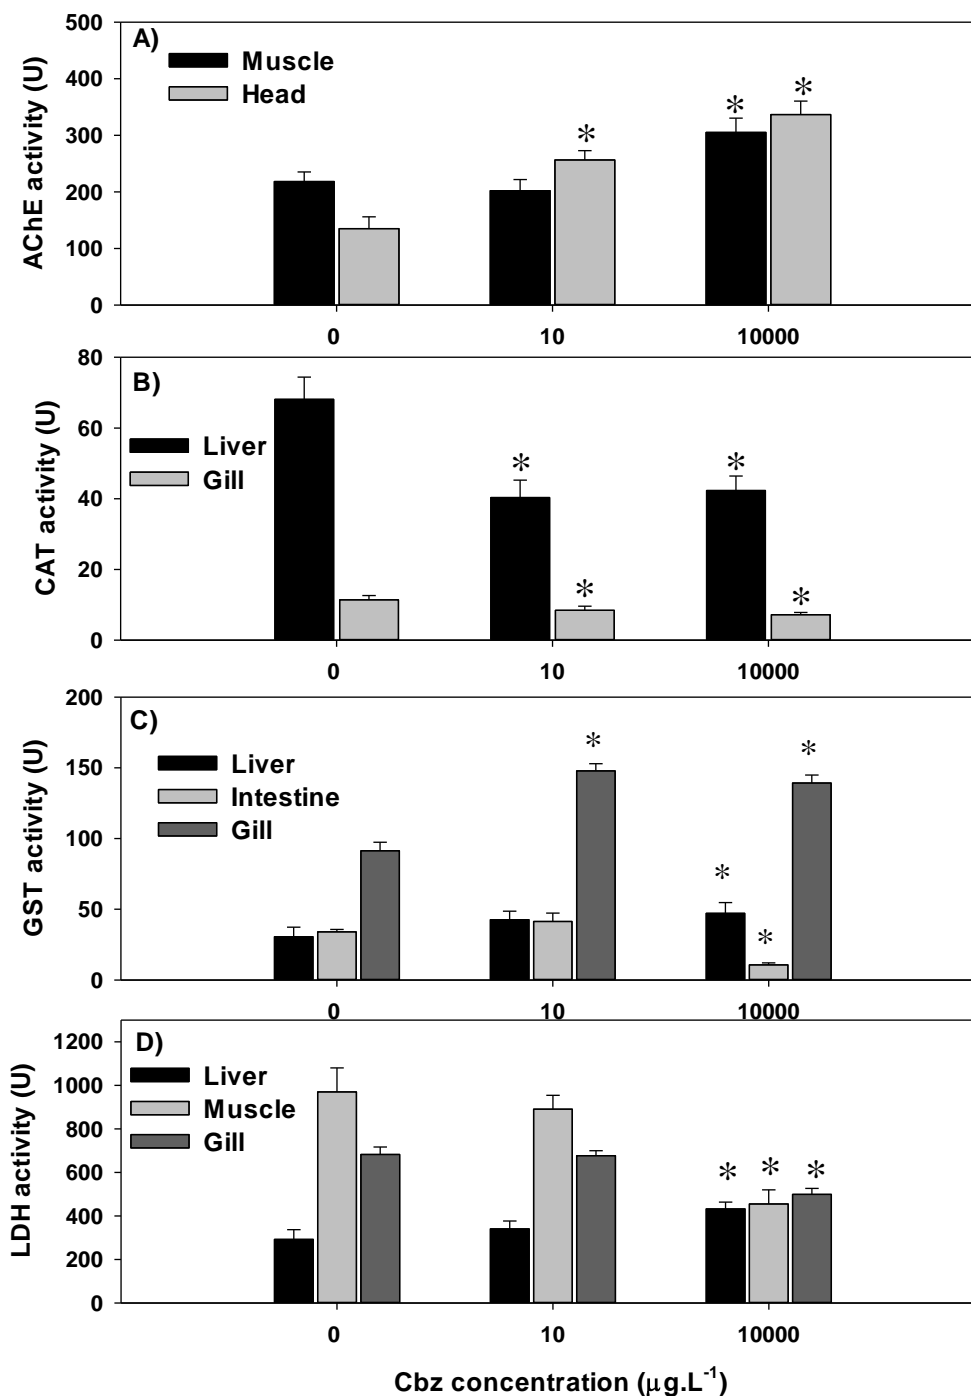 A)
Muscle
Head
AChE activity (U)
500
400
300
200
100
0
* * *
0 10 10000
B)
Liver
Gill
CAT activity (U)
80
60
40
20
0
* * * *
0 10 10000
C)
Liver
Intestine
Gill
GST activity (U)
200
150
100
50
0
* * * *
0 10 10000
D)
Liver
Muscle
Gill
LDH activity (U)
1200
1000
800
600
400
200
0
* * *
0 10 10000
Cbz concentration (µg.L⁻¹)